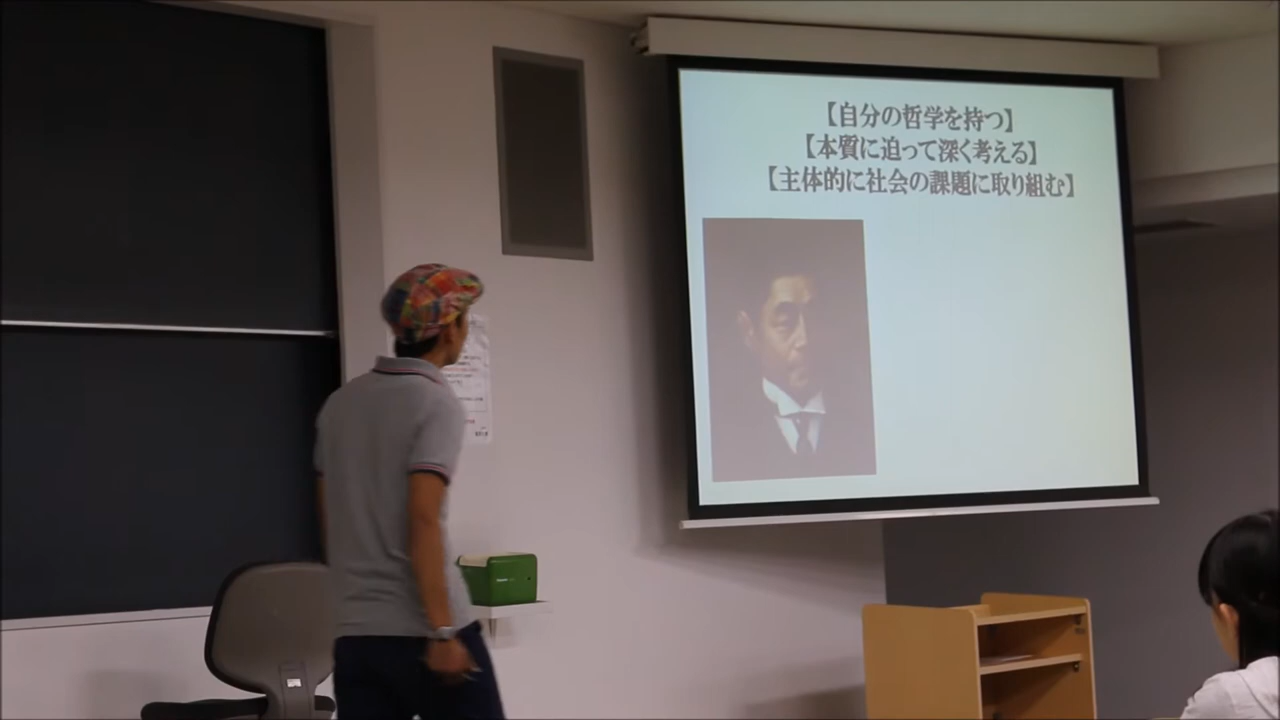 【自分の哲学を持つ】
【本質に迫って深く考える】
【主体的に社会の課題に取り組む】